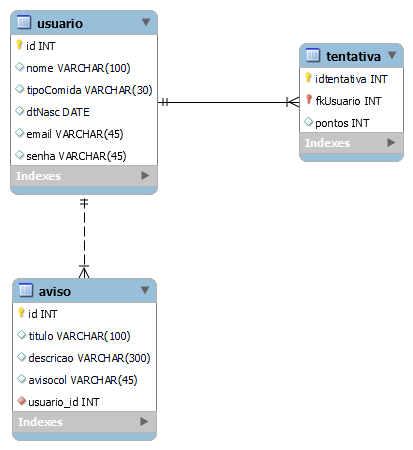 usuario
id INT
nome VARCHAR(100)
tipoComida VARCHAR(30)
dtNasc DATE
email VARCHAR(45)
senha VARCHAR(45)
Indexes
tentativa
idtentativa INT
fkUsuario INT
pontos INT
Indexes
aviso
id INT
titulo VARCHAR(100)
descricao VARCHAR(300)
avisocol VARCHAR(45)
usuario_id INT
Indexes